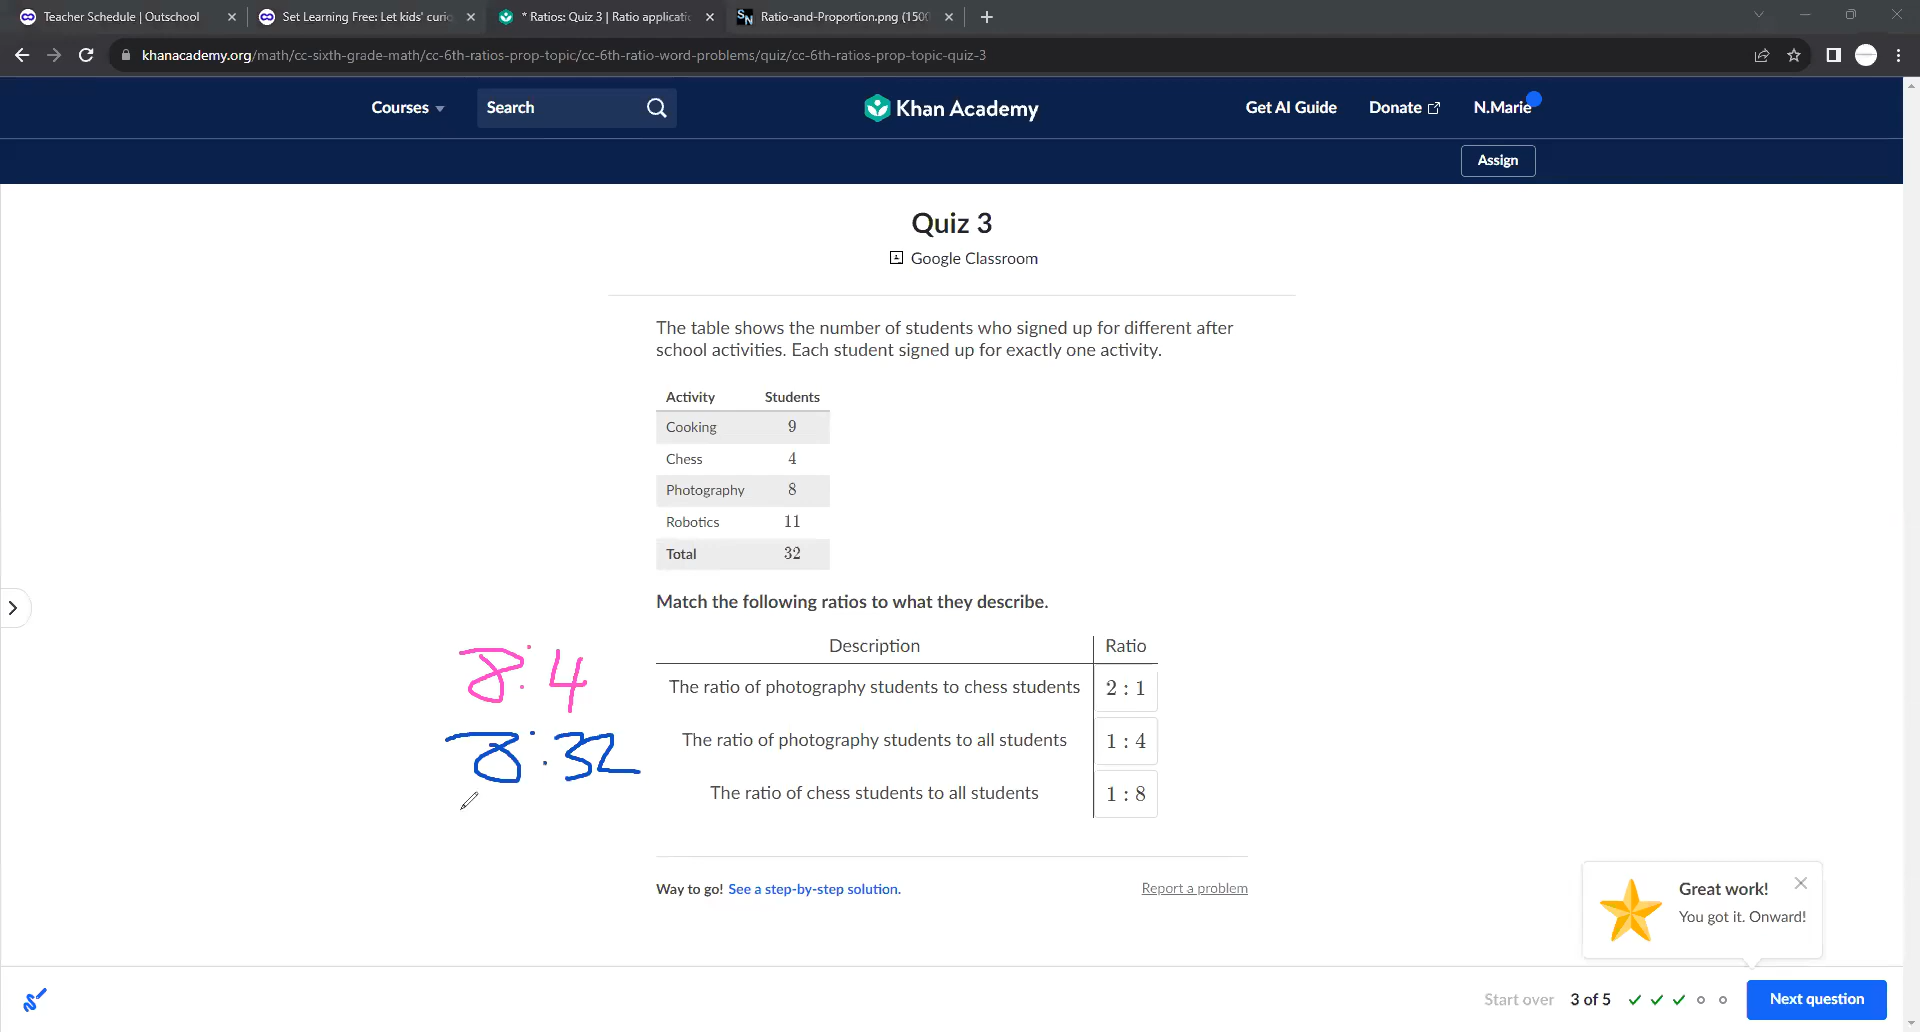 Teacher Schedule | Outschool
Set Learning Free: Let kids' curio
* Ratios: Quiz 3 | Ratio applicati
SN Ratio-and-Proportion.png (1500
khanacademy.org/math/cc-sixth-grade-math/cc-6th-ratios-prop-topic/cc-6th-ratio-word-problems/quiz/cc-6th-ratios-prop-topic-quiz-3
Courses Search Khan Academy Get AI Guide Donate N.Marie
Assign
Quiz 3
Google Classroom
The table shows the number of students who signed up for different after
school activities. Each student signed up for exactly one activity.
Activity Students
Cooking 9
Chess 4
Photography 8
Robotics 11
Total 32
Match the following ratios to what they describe.
Description Ratio
8:4
The ratio of photography students to chess students 2 : 1
8:32
The ratio of photography students to all students 1 : 4
The ratio of chess students to all students 1 : 8
Way to go! See a step-by-step solution. Report a problem
Great work!
You got it. Onward!
Start over 3 of 5 Next question